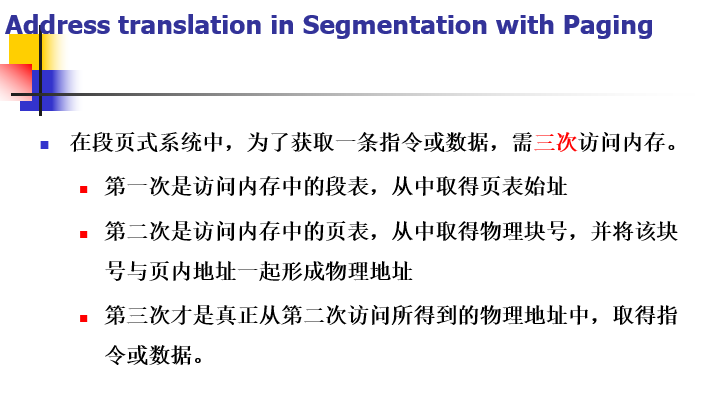 Address translation in Segmentation with Paging
在段页式系统中，为了获取一条指令或数据，需三次访问内存。
第一次是访问内存中的段表，从中取得页表始址
第二次是访问内存中的页表，从中取得物理块号，并将该块
号与页内地址一起形成物理地址
第三次才是真正从第二次访问所得到的物理地址中，取得指
令或数据。